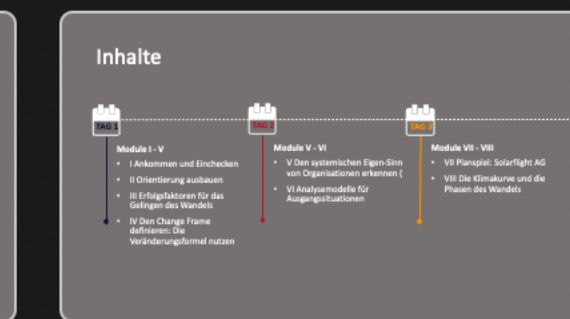 Inhalte
TAG 1
Module I - V
• I Ankommen und Einchecken
• II Orientierung ausbauen
• III Erfolgsfaktoren für das
Gelingen des Wandels
• IV Den Change Frame
definieren: Die
Veränderungsformel nutzen
TAG 2
Module V - VI
• V Den systemischen Eigen-Sinn
von Organisationen erkennen (
• VI Analysemodelle für
Ausgangssituationen
TAG 3
Module VII - VIII
• VII Planspiel: Solarflight AG
• VIII Die Klimakurve und die
Phasen des Wandels